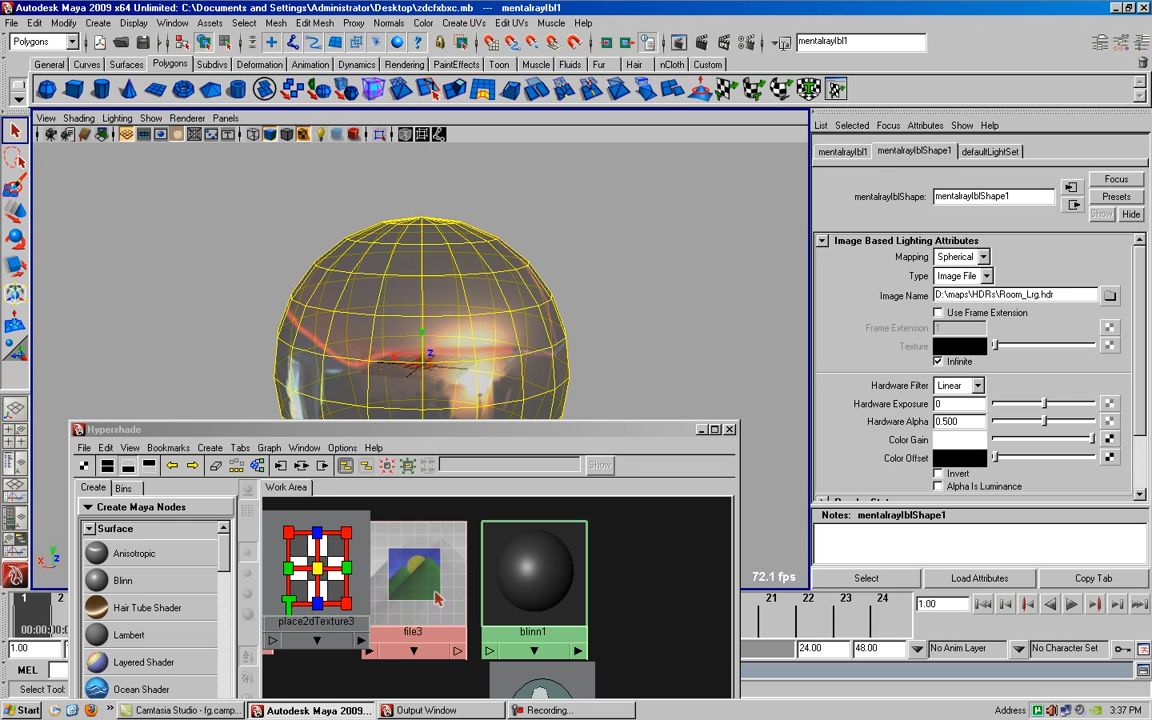 Autodesk Maya 2009 x64 Unlimited: C:\Documents and Settings\Administrator\Desktop\zdcfxbxc.mb --- mentalrayIbl1
File Edit Modify Create Display Window Assets Select Mesh Edit Mesh Proxy Normals Color Create UVs Edit UVs Muscle Help
Polygons mentalrayIbl1
General Curves Surfaces Polygons Subdivs Deformation Animation Dynamics Rendering PaintEffects Toon Muscle Fluids Fur Hair nCloth Custom
View Shading Lighting Show Renderer Panels
List Selected Focus Attributes Show Help
mentalrayIbl1 mentalrayIblShape1 defaultLightSet
Focus
mentalrayIblShape: mentalrayIblShape1 Presets
Show Hide
Image Based Lighting Attributes
Mapping Spherical
Type Image File
Image Name D:\maps\HDRs\Room_Lrg.hdr
Use Frame Extension
Frame Extension 1
Texture
Infinite
Hardware Filter Linear
Hardware Exposure 0
Hardware Alpha 0.500
Color Gain
Color Offset
Invert
Alpha Is Luminance
Notes: mentalrayIblShape1
Select Load Attributes Copy Tab
y
x z
Hypershade
File Edit View Bookmarks Create Tabs Graph Window Options Help
Show
Create Bins Work Area
Create Maya Nodes
Surface
Anisotropic
Blinn
Hair Tube Shader
Lambert
Layered Shader
Ocean Shader
place2dTexture3
file3
blinn1
y
x z
72.1 fps
1 2 21 22 23 24 1.00
00:00:0
1.00 24.00 48.00 No Anim Layer No Character Set
MEL
Select Tool:
Start Camtasia Studio - fg.camp... Autodesk Maya 2009... Output Window Recording... Address 3:37 PM